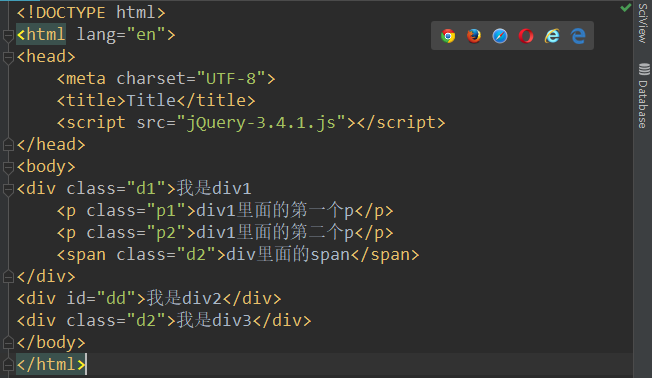 <!DOCTYPE html>
<html lang="en">
<head>
    <meta charset="UTF-8">
    <title>Title</title>
    <script src="jQuery-3.4.1.js"></script>
</head>
<body>
<div class="d1">我是div1
    <p class="p1">div1里面的第一个p</p>
    <p class="p2">div1里面的第二个p</p>
    <span class="d2">div里面的span</span>
</div>
<div id="dd">我是div2</div>
<div class="d2">我是div3</div>
</body>
</html>
SciView
Database